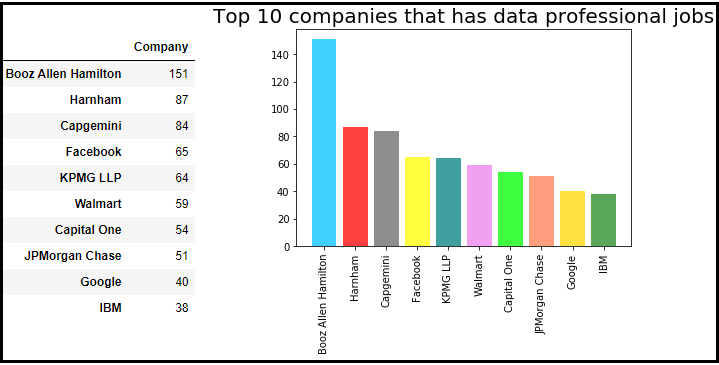 Top 10 companies that has data professional jobs
Company
Booz Allen Hamilton 151
Harnham 87
Capgemini 84
Facebook 65
KPMG LLP 64
Walmart 59
Capital One 54
JPMorgan Chase 51
Google 40
IBM 38
140
120
100
80
60
40
20
0
Booz Allen Hamilton
Harnham
Capgemini
Facebook
KPMG LLP
Walmart
Capital One
JPMorgan Chase
Google
IBM